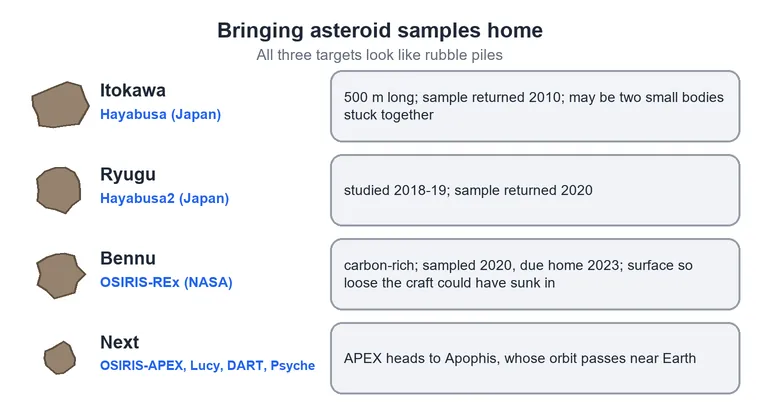 Bringing asteroid samples home
All three targets look like rubble piles
Itokawa
Hayabusa (Japan)
500 m long; sample returned 2010; may be two small bodies
stuck together
Ryugu
Hayabusa2 (Japan)
studied 2018-19; sample returned 2020
Bennu
OSIRIS-REx (NASA)
carbon-rich; sampled 2020, due home 2023; surface so
loose the craft could have sunk in
Next
OSIRIS-APEX, Lucy, DART, Psyche
APEX heads to Apophis, whose orbit passes near Earth